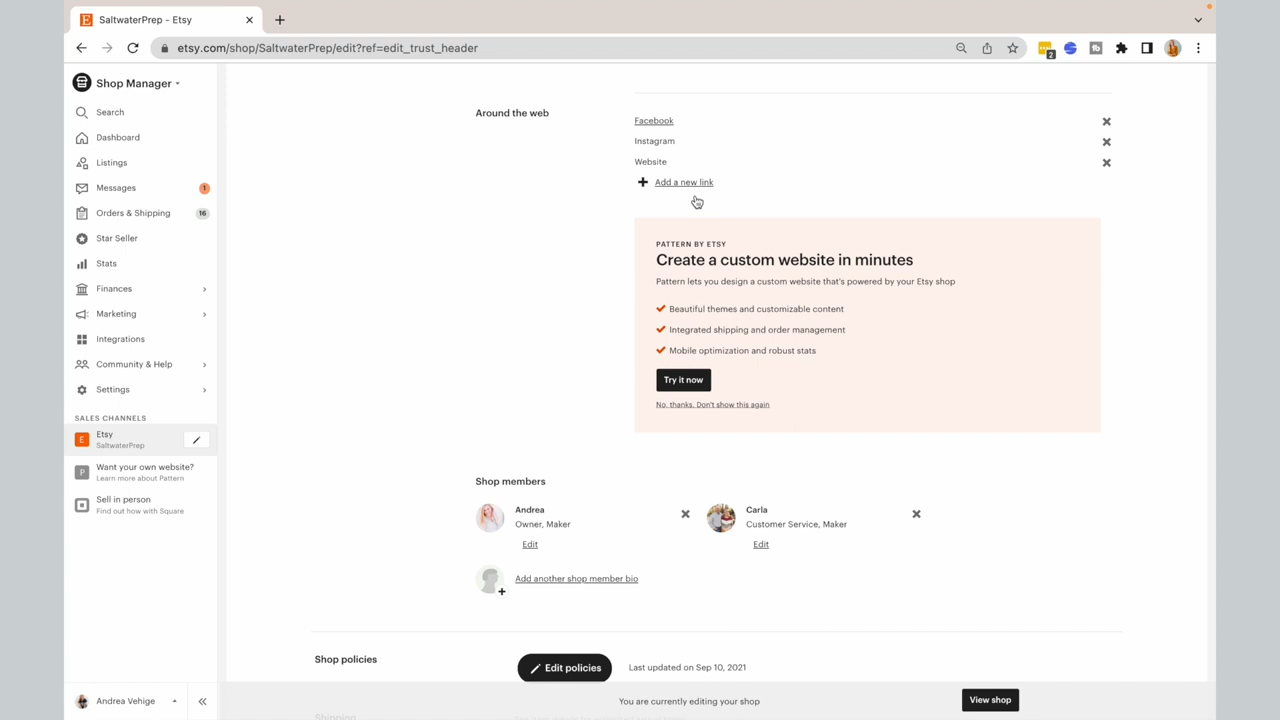 SaltwaterPrep - Etsy
etsy.com/shop/SaltwaterPrep/edit?ref=edit_trust_header
2
Shop Manager
Search
Dashboard
Listings
Messages 1
Orders & Shipping 16
Star Seller
Stats
Finances
Marketing
Integrations
Community & Help
Settings
SALES CHANNELS
E Etsy
SaltwaterPrep
P Want your own website?
Learn more about Pattern
Sell in person
Find out how with Square
Andrea Vehige
Around the web
Facebook
Instagram
Website
Add a new link
PATTERN BY ETSY
Create a custom website in minutes
Pattern lets you design a custom website that's powered by your Etsy shop
Beautiful themes and customizable content
Integrated shipping and order management
Mobile optimization and robust stats
Try it now
No, thanks. Don't show this again
Shop members
Andrea
Owner, Maker
Edit
Carla
Customer Service, Maker
Edit
Add another shop member bio
Shop policies
Edit policies
Last updated on Sep 10, 2021
Shipping
You are currently editing your shop
View shop